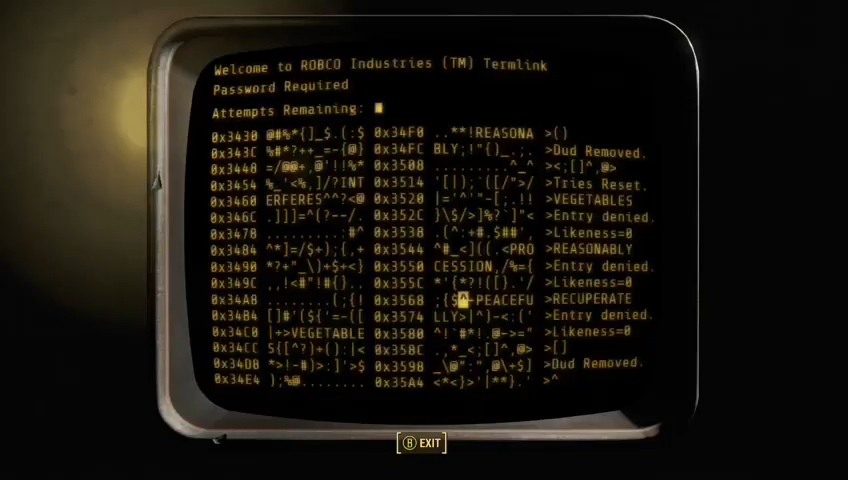 Welcome to ROBCO Industries (TM) Termlink
Password Required
Attempts Remaining: ■
0x3430 @#%*{]_$.(:$ 0x34F0 ..**!REASONA >()
0x343C %#*?++_=-{@} 0x34FC BLY;!"{)_.;. >Dud Removed.
0x3448 =/@@+,@'!!%* 0x3508 .........^_^ ><;[]^,@>
0x3454 %_'<%,]/?INT 0x3514 '[|);'([/">/ >Tries Reset.
0x3460 ERFERES^^?<@ 0x3520 |='^'"-[;.!! >VEGETABLES
0x346C .]]]=^(?--/. 0x352C }\$/>]%?`]"< >Entry denied.
0x3478 .........:#^ 0x3538 .(^:+#.$##', >Likeness=0
0x3484 ^*]=/$+);{,+ 0x3544 ^#_<]((.<PRO >REASONABLY
0x3490 *?+"_\)+$+<} 0x3550 CESSION,/%={ >Entry denied.
0x349C ,,!<#"!#{}.. 0x355C *'{*?!([}.'/ >Likeness=0
0x34A8 ........(;{! 0x3568 ;{$^+PEACEFU >RECUPERATE
0x34B4 []#'(${'=-([ 0x3574 LLY>|^)-<:(' >Entry denied.
0x34C0 |+>VEGETABLE 0x3580 ^!`#*!.@->=" >Likeness=0
0x34CC S{[^?)+():|< 0x358C .,*_<;[]^,@> >[]
0x34D8 *>!-#)>:]'>$ 0x3598 _\@":",@\+$] >Dud Removed.
0x34E4 );%@........ 0x35A4 <*<}>'|**}.' >^
Ⓑ EXIT